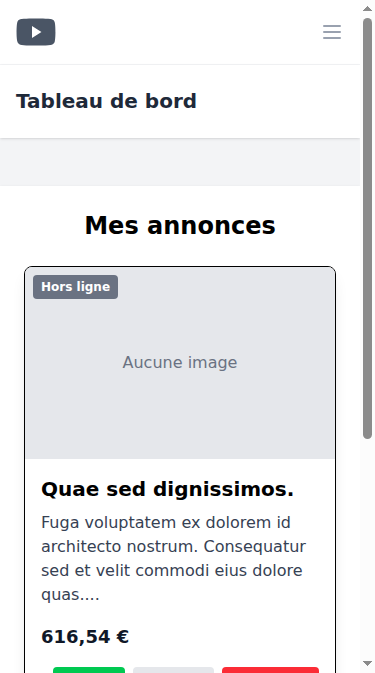 Tableau de bord
Mes annonces
Hors ligne
Aucune image
Quae sed dignissimos.
Fuga voluptatem ex dolorem id
architecto nostrum. Consequatur
sed et velit commodi eius dolore
quas....
616,54 €